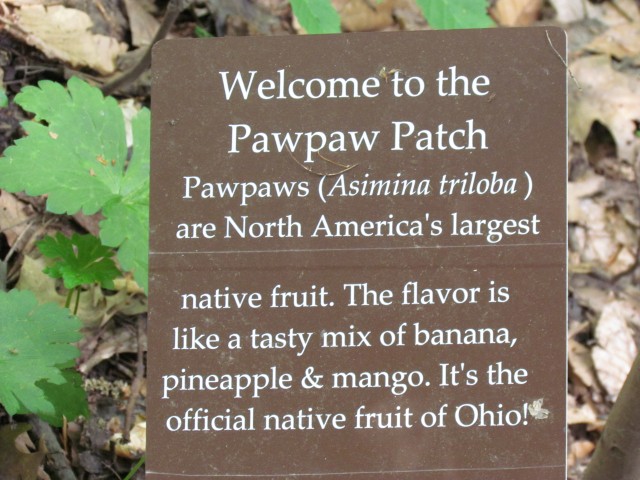 Welcome to the
Pawpaw Patch
Pawpaws (Asimina triloba )
are North America's largest
native fruit. The flavor is
like a tasty mix of banana,
pineapple & mango. It's the
official native fruit of Ohio!